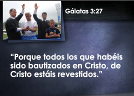 Gálatas 3:27
“Porque todos los que habéis
sido bautizados en Cristo, de
Cristo estáis revestidos.”